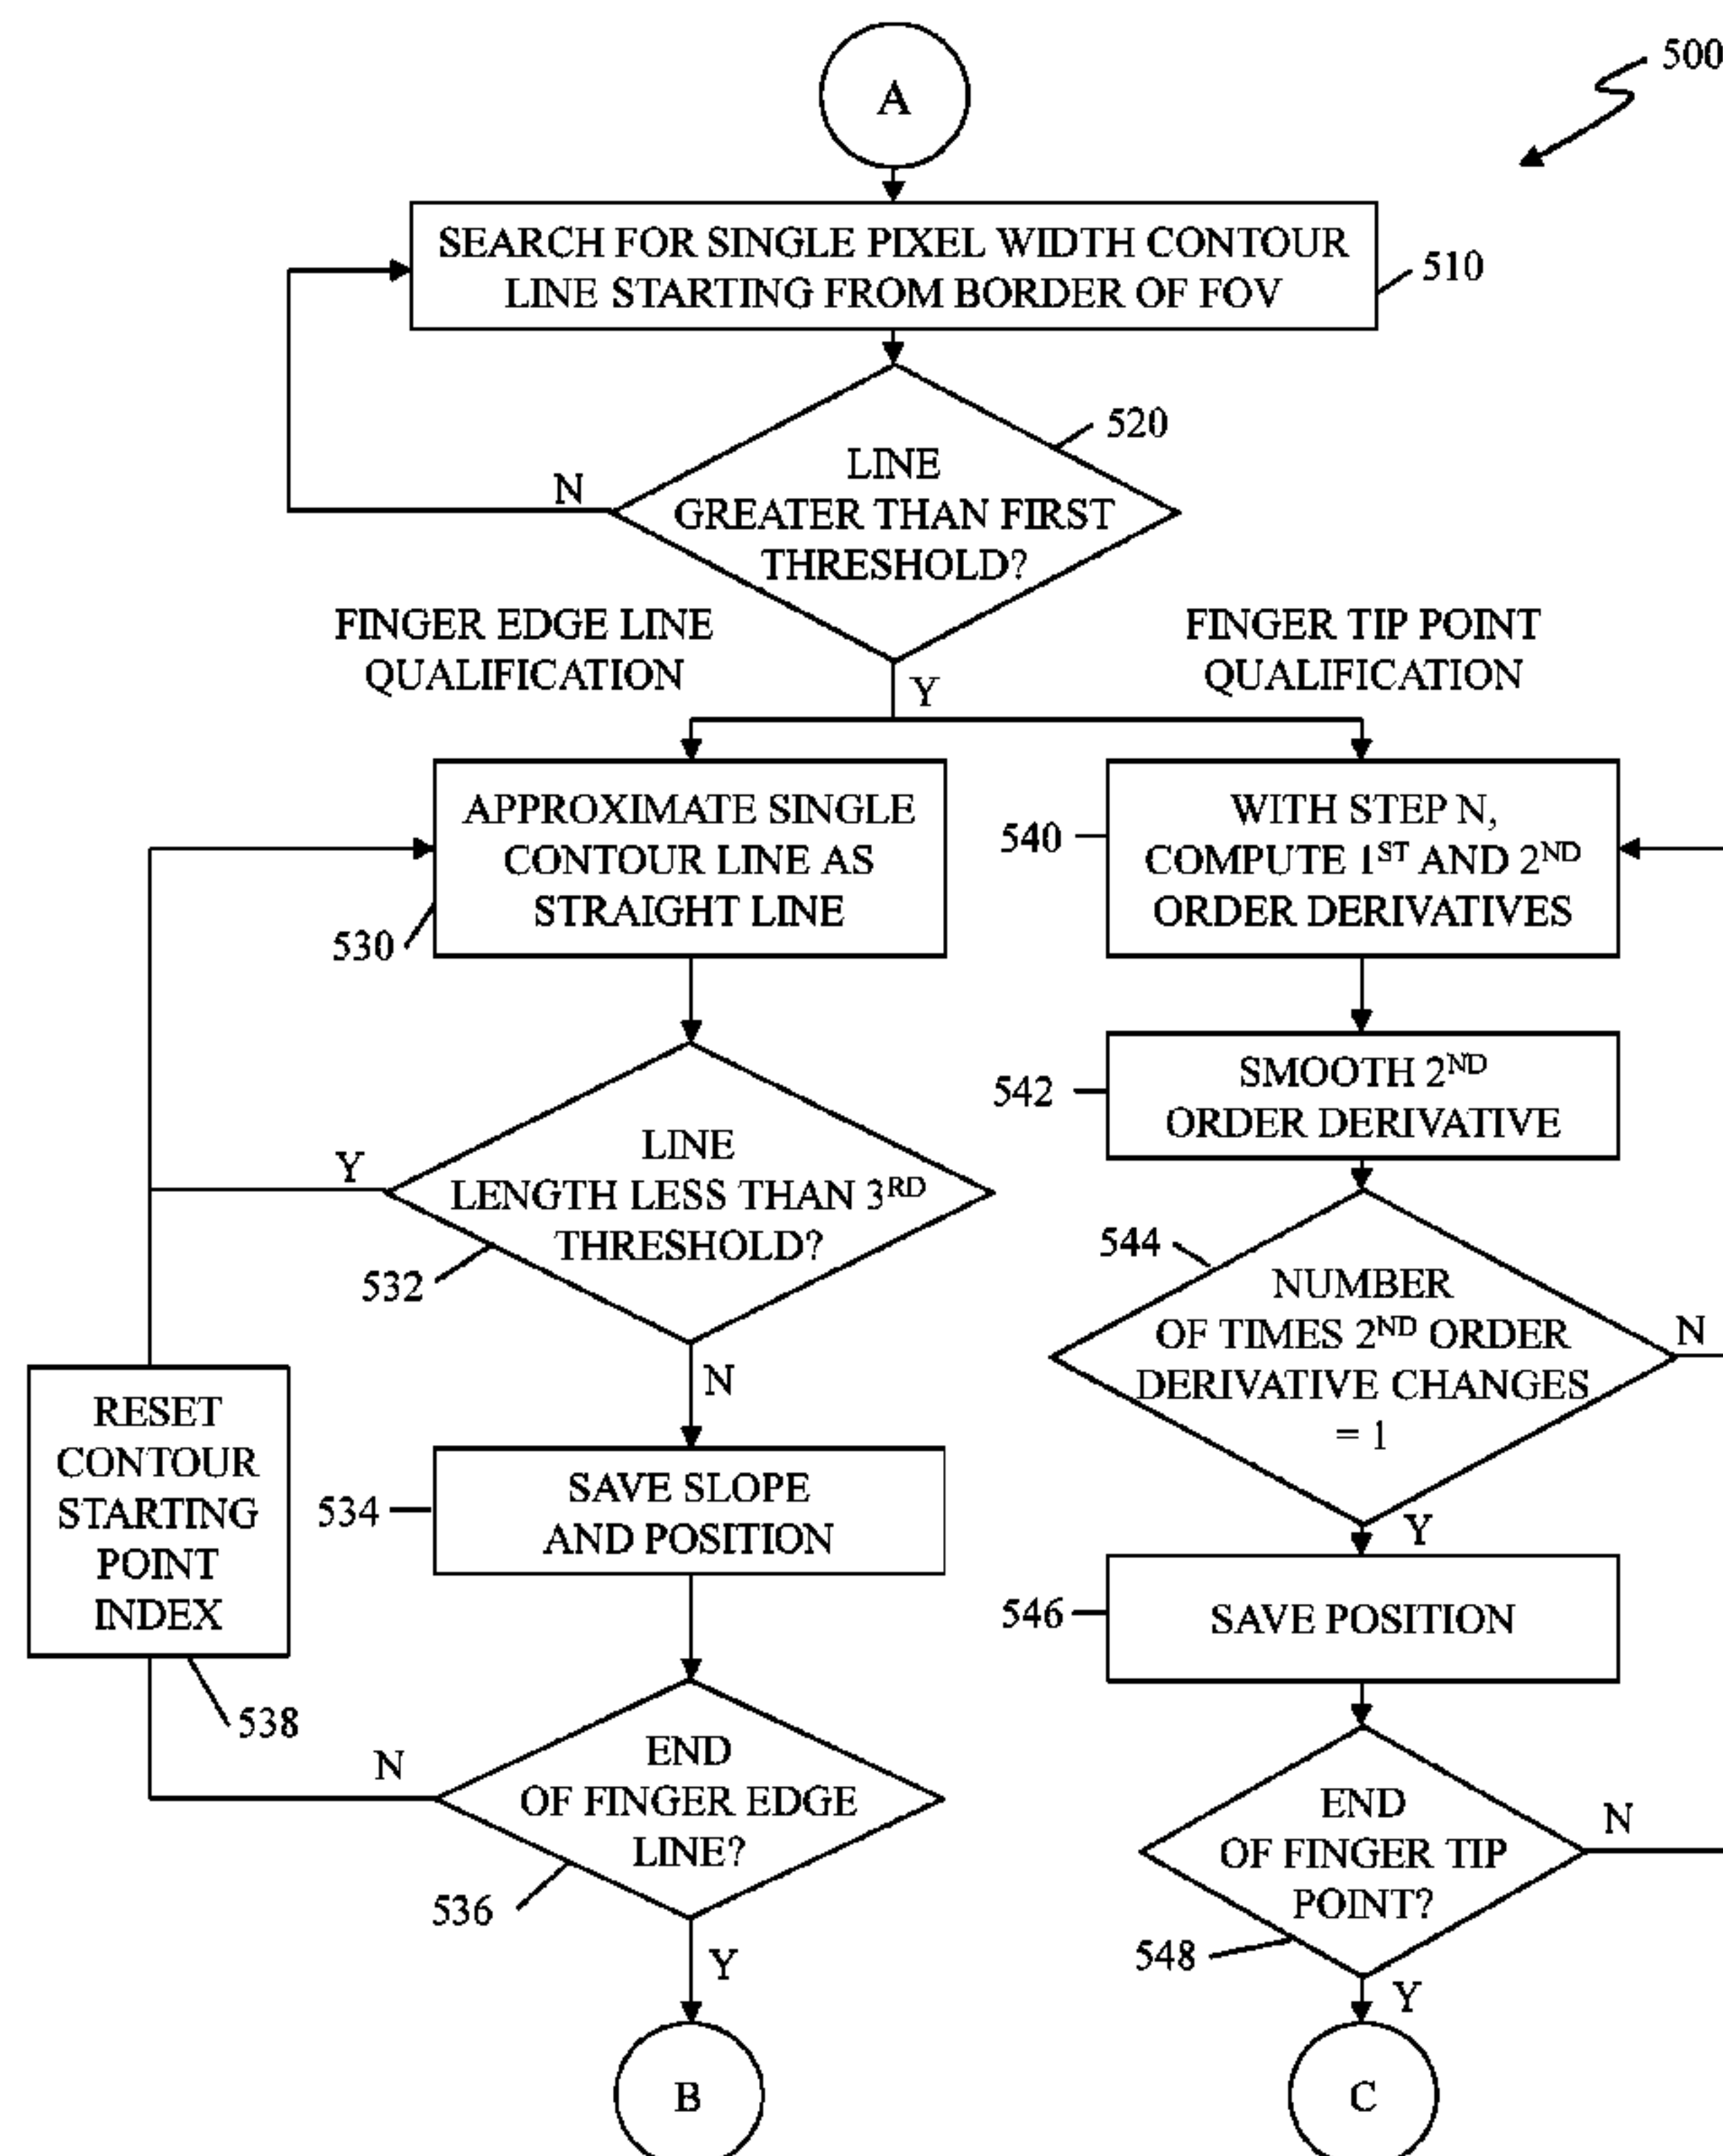 A
500
SEARCH FOR SINGLE PIXEL WIDTH CONTOUR
LINE STARTING FROM BORDER OF FOV
510
520
LINE
GREATER THAN FIRST
THRESHOLD?
N
Y
FINGER EDGE LINE
QUALIFICATION
FINGER TIP POINT
QUALIFICATION
APPROXIMATE SINGLE
CONTOUR LINE AS
STRAIGHT LINE
530
LINE
LENGTH LESS THAN 3RD
THRESHOLD?
532
Y
N
SAVE SLOPE
AND POSITION
534
RESET
CONTOUR
STARTING
POINT
INDEX
538
END
OF FINGER EDGE
LINE?
536
N
Y
B
WITH STEP N,
COMPUTE 1ST AND 2ND
ORDER DERIVATIVES
540
SMOOTH 2ND
ORDER DERIVATIVE
542
544
NUMBER
OF TIMES 2ND ORDER
DERIVATIVE CHANGES
= 1
N
Y
SAVE POSITION
546
END
OF FINGER TIP
POINT?
548
N
Y
C